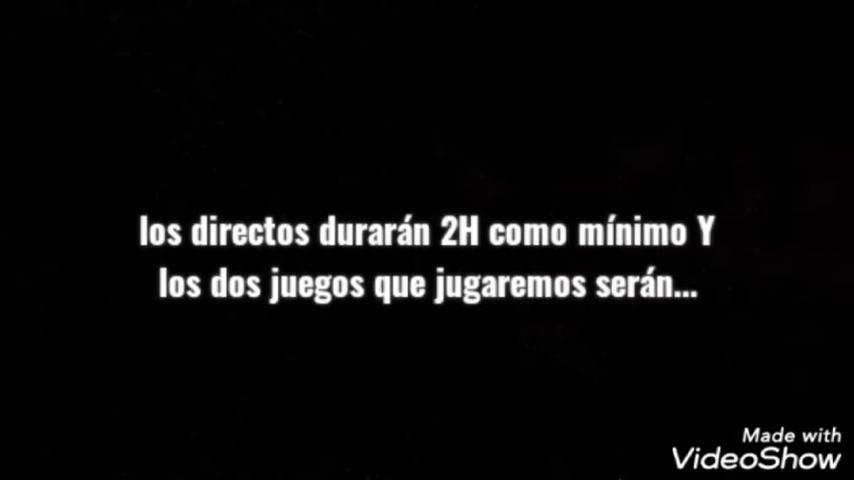 los directos durarán 2H como mínimo Y
los dos juegos que jugaremos serán...
Made with
VideoShow